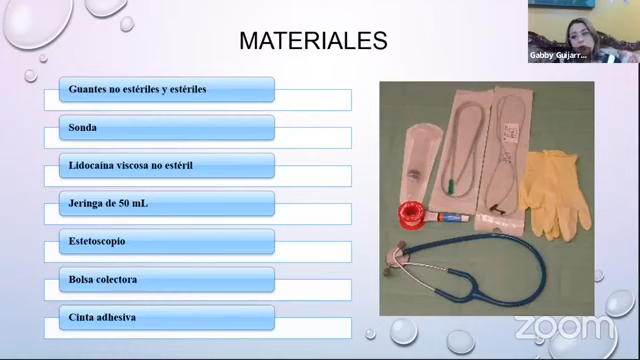 MATERIALES
Gabby Guijarr...
Guantes no estériles y estériles
Sonda
Lidocaína viscosa no estéril
Jeringa de 50 mL
Estetoscopio
Bolsa colectora
Cinta adhesiva
zoom